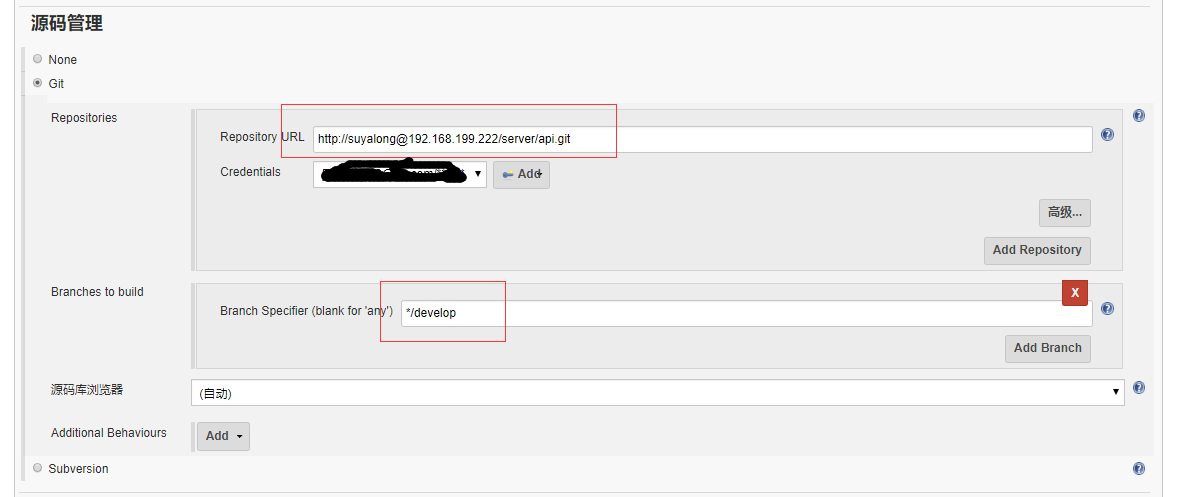 源码管理
None
Git
Repositories
Repository URL
http://suyalong@192.168.199.222/server/api.git
Credentials
Add
高级...
Add Repository
Branches to build
X
Branch Specifier (blank for 'any')
*/develop
Add Branch
源码库浏览器
(自动)
Additional Behaviours
Add
Subversion